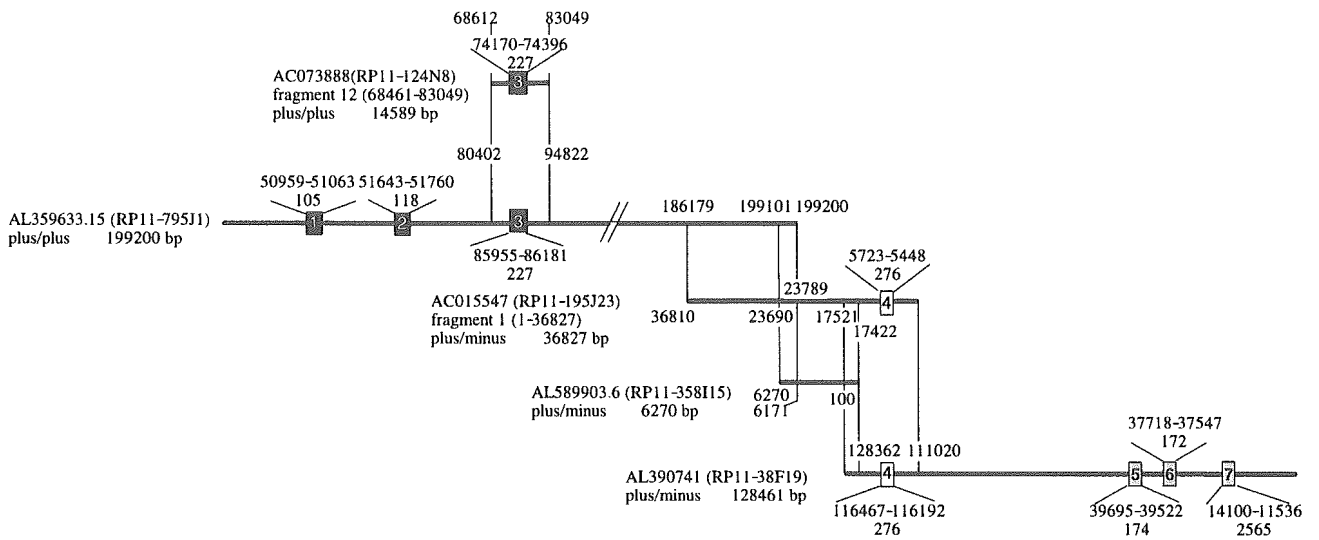 68612 83049
74170-74396
227
3
AC073888(RP11-124N8)
fragment 12 (68461-83049)
plus/plus 14589 bp
80402 94822
50959-51063 51643-51760
105 118
186179 199101 199200
AL359633.15 (RP11-795J1)
plus/plus 199200 bp
1 2 3
85955-86181
227
5723-5448
276
23789
4
AC015547 (RP11-195J23)
fragment 1 (1-36827)
plus/minus 36827 bp
36810 23690 17521
17422
AL589903.6 (RP11-358I15)
plus/minus 6270 bp
6270 100
6171
37718-37547
172
128362 111020
AL390741 (RP11-38F19)
plus/minus 128461 bp
4 5 6 7
116467-116192 39695-39522 14100-11536
276 174 2565